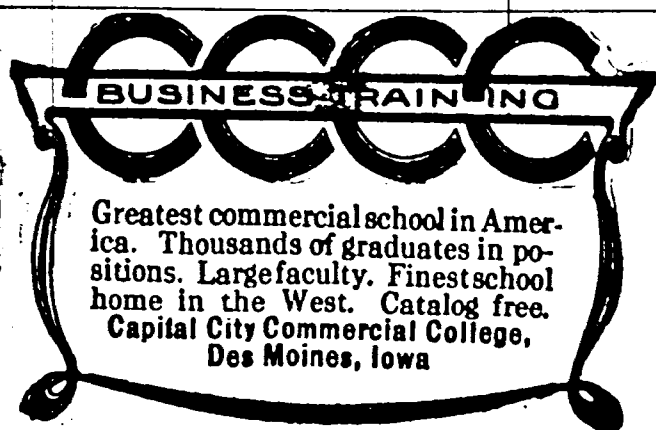 CCCC
BUSINESS TRAINING
Greatest commercial school in Amer-
ica. Thousands of graduates in po-
sitions. Large faculty. Finest school
home in the West. Catalog free.
Capital City Commercial College,
Des Moines, Iowa